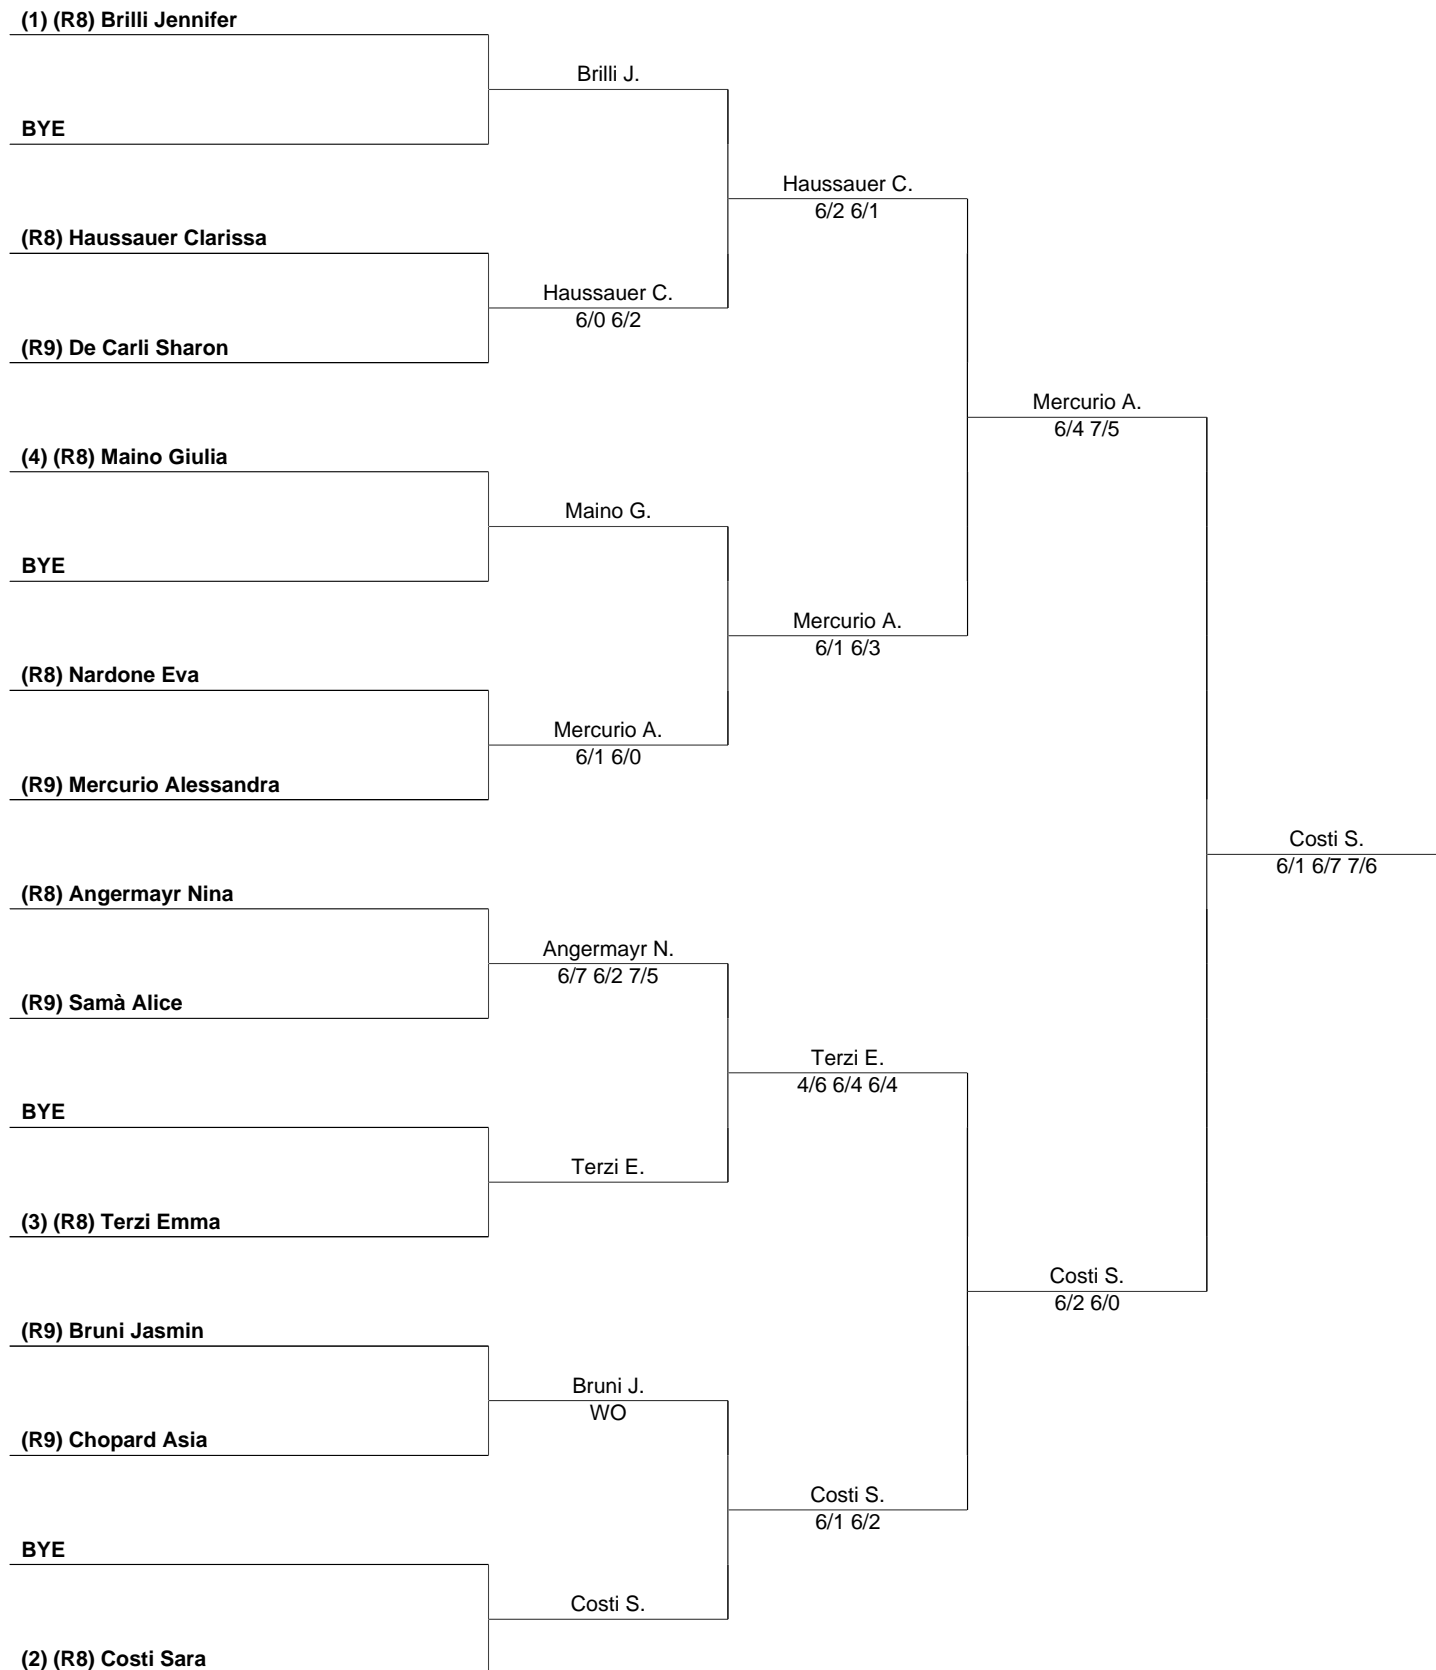 (1) (R8) Brilli Jennifer
Brilli J.
BYE
Haussauer C.
6/2 6/1
(R8) Haussauer Clarissa
Haussauer C.
6/0 6/2
(R9) De Carli Sharon
Mercurio A.
6/4 7/5
(4) (R8) Maino Giulia
Maino G.
BYE
Mercurio A.
6/1 6/3
(R8) Nardone Eva
Mercurio A.
6/1 6/0
(R9) Mercurio Alessandra
Costi S.
6/1 6/7 7/6
(R8) Angermayr Nina
Angermayr N.
6/7 6/2 7/5
(R9) Samà Alice
Terzi E.
4/6 6/4 6/4
BYE
Terzi E.
(3) (R8) Terzi Emma
Costi S.
6/2 6/0
(R9) Bruni Jasmin
Bruni J.
WO
(R9) Chopard Asia
Costi S.
6/1 6/2
BYE
Costi S.
(2) (R8) Costi Sara